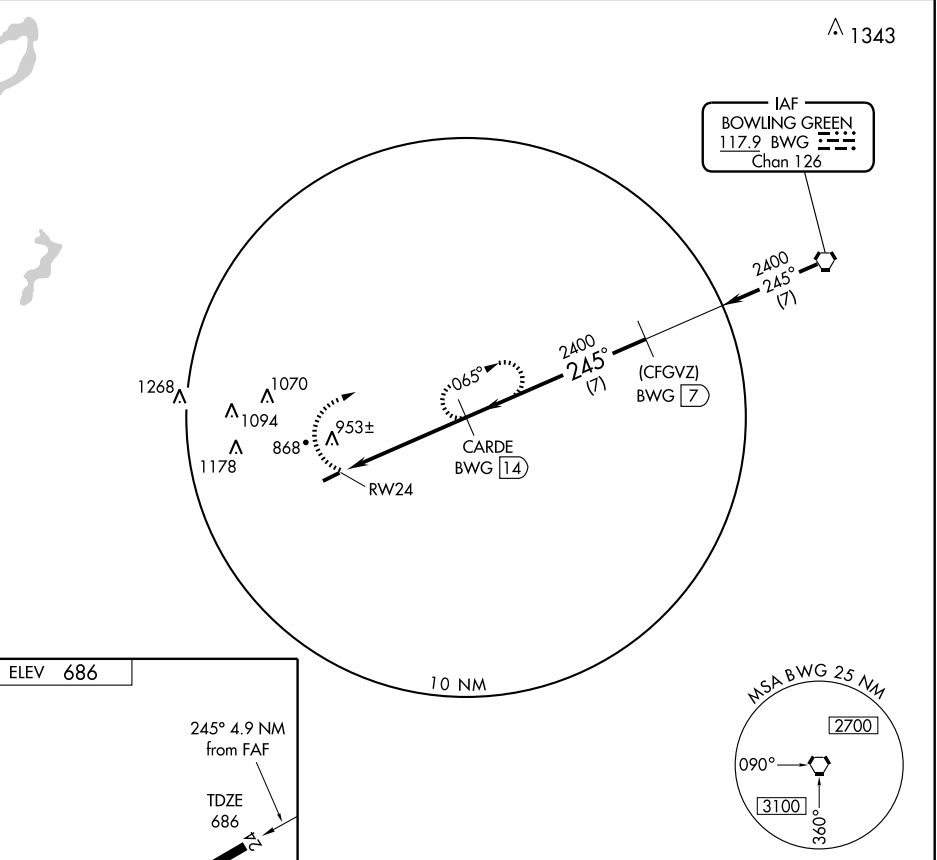 1343
IAF
BOWLING GREEN
117.9 BWG
Chan 126
2400
245°
(7)
2400
245°
(7)
(CFGVZ)
BWG 7
065°
1268
1070
1094
953±
868
1178
CARDE
BWG 14
RW24
10 NM
ELEV 686
245° 4.9 NM
from FAF
TDZE
686
24
MSA BWG 25 NM
2700
090°
3100
360°